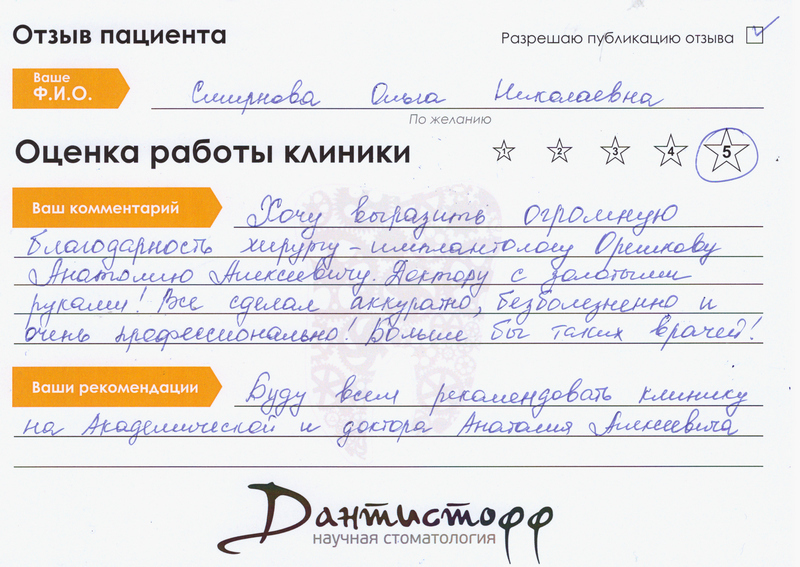 Отзыв пациента
Разрешаю публикацию отзыва
Ваше
Ф.И.О.
Смирнова Ольга Николаевна
По желанию
Оценка работы клиники
1 2 3 4 5
Ваш комментарий
Хочу выразить огромную
благодарность хирургу-имплантологу Орешкову
Анатолию Алексеевичу. Доктору с золотыми
руками! Все сделал аккуратно, безболезненно и
очень профессионально! Больше бы таких врачей!
Ваши рекомендации
Буду всем рекомендовать клинику
на Академической и доктора Анатолия Алексеевича
Дантистофф
научная стоматология